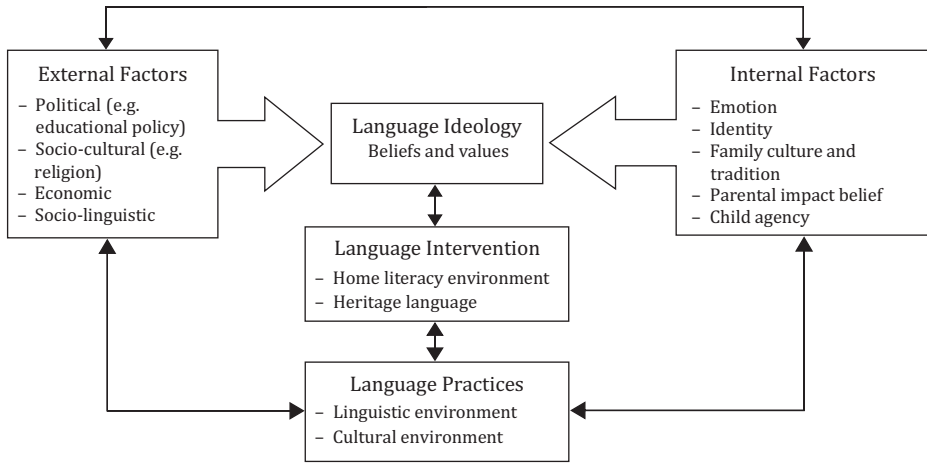 External Factors
– Political (e.g.
educational policy)
– Socio-cultural (e.g.
religion)
– Economic
– Socio-linguistic
Language Ideology
Beliefs and values
Internal Factors
– Emotion
– Identity
– Family culture and
tradition
– Parental impact belief
– Child agency
Language Intervention
– Home literacy environment
– Heritage language
Language Practices
– Linguistic environment
– Cultural environment